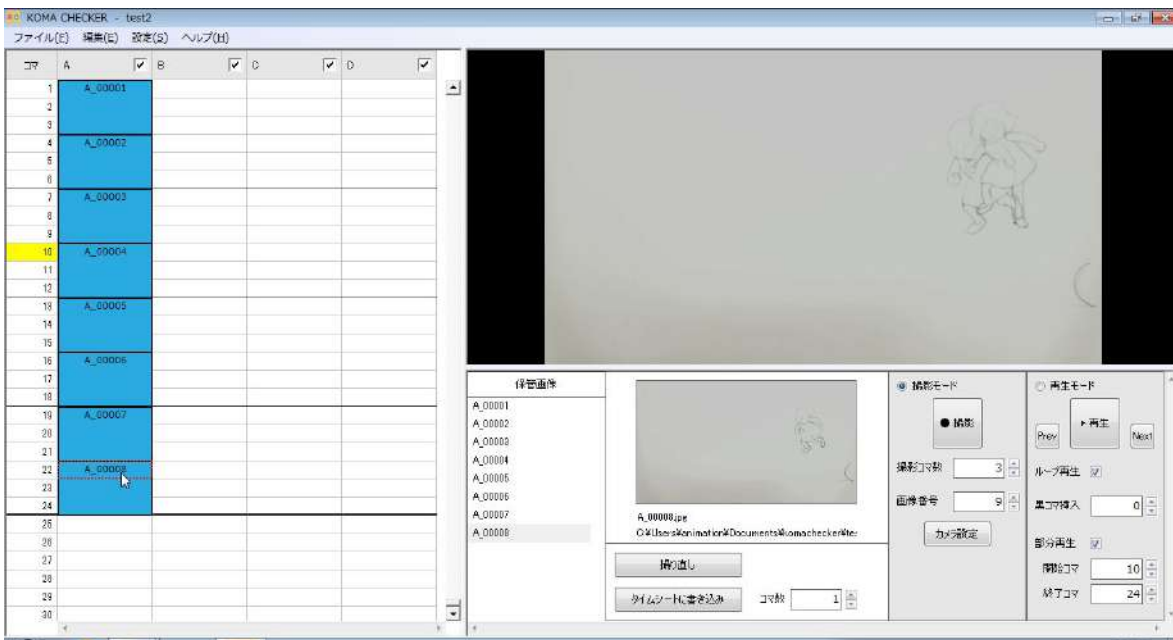 KOMA CHECKER - test2
ファイル(F) 編集(E) 設定(S) ヘルプ(H)
コマ A B C D
1 A_00001
2
3
4 A_00002
5
6
7 A_00003
8
9
10 A_00004
11
12
13 A_00005
14
15
16 A_00006
17
18
19 A_00007
20
21
22 A_00008
23
24
25
26
27
28
29
30
保管画像
A_00001
A_00002
A_00003
A_00004
A_00005
A_00006
A_00007
A_00008
A_00008.jpg
C:¥Users¥animation¥Documents¥komachecker¥te:
撮り直し
タイムシートに書き込み コマ数 1
撮影モード
●撮影
撮影コマ数 3
画像番号 9
カメラ設定
再生モード
Prev 再生 Next
ループ再生
黒コマ挿入 0
部分再生
開始コマ 10
終了コマ 24